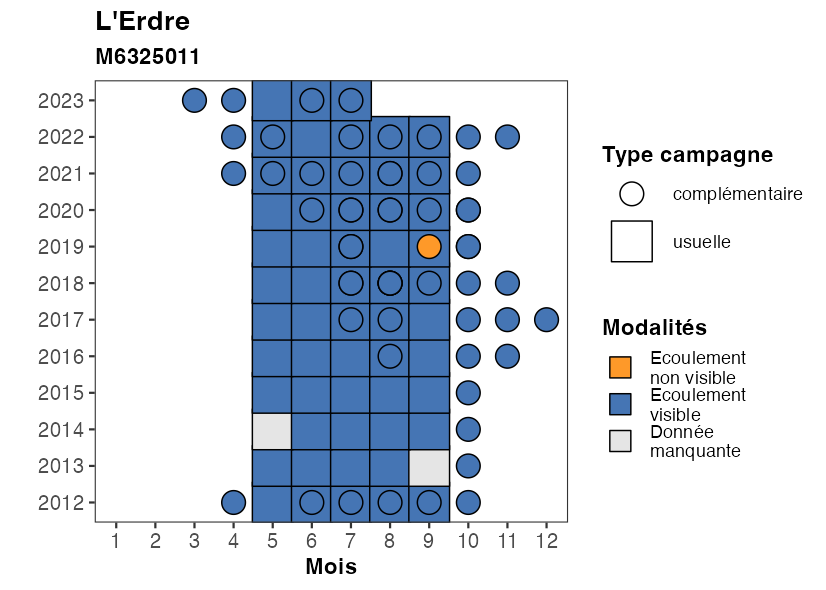 L'Erdre
M6325011
2023
2022
2021
2020
2019
2018
2017
2016
2015
2014
2013
2012
1 2 3 4 5 6 7 8 9 10 11 12
Mois
Type campagne
complémentaire
usuelle
Modalités
Ecoulement
non visible
Ecoulement
visible
Donnée
manquante